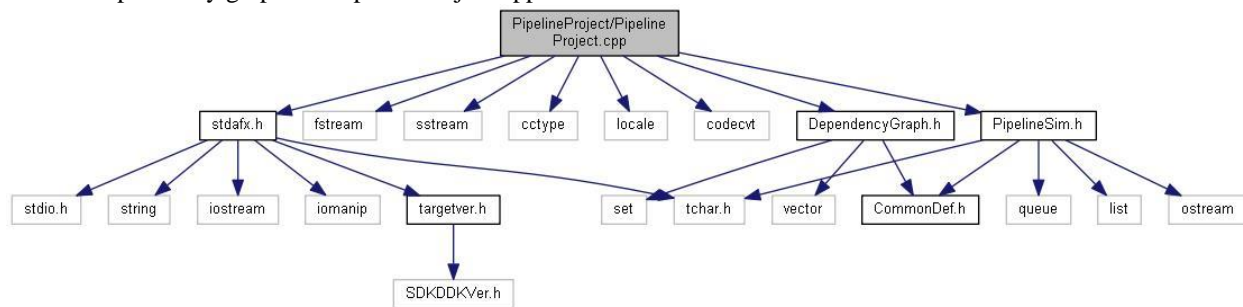 PipelineProject/Pipeline
Project.cpp
stdafx.h
fstream
sstream
cctype
locale
codecvt
DependencyGraph.h
PipelineSim.h
stdio.h
string
iostream
iomanip
targetver.h
set
tchar.h
vector
CommonDef.h
queue
list
ostream
SDKDDKVer.h